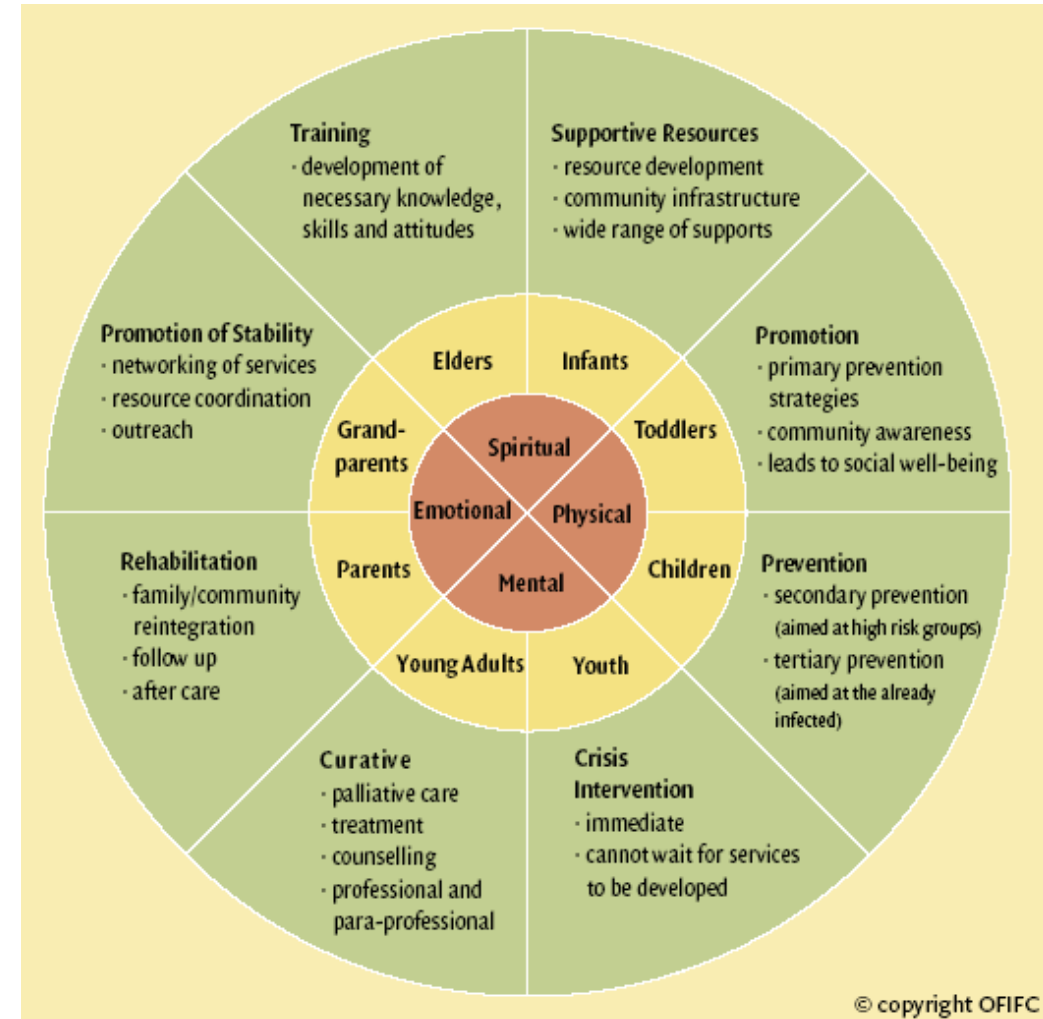 Training
· development of
necessary knowledge,
skills and attitudes
Supportive Resources
· resource development
· community infrastructure
· wide range of supports
Promotion of Stability
· networking of services
· resource coordination
· outreach
Promotion
· primary prevention
strategies
· community awareness
· leads to social well-being
Elders
Infants
Grand-
parents
Toddlers
Spiritual
Emotional
Physical
Mental
Parents
Children
Young Adults
Youth
Rehabilitation
· family/community
reintegration
· follow up
· after care
Prevention
· secondary prevention
(aimed at high risk groups)
· tertiary prevention
(aimed at the already
infected)
Curative
· palliative care
· treatment
· counselling
· professional and
para-professional
Crisis
Intervention
· immediate
· cannot wait for services
to be developed
© copyright OFIFC